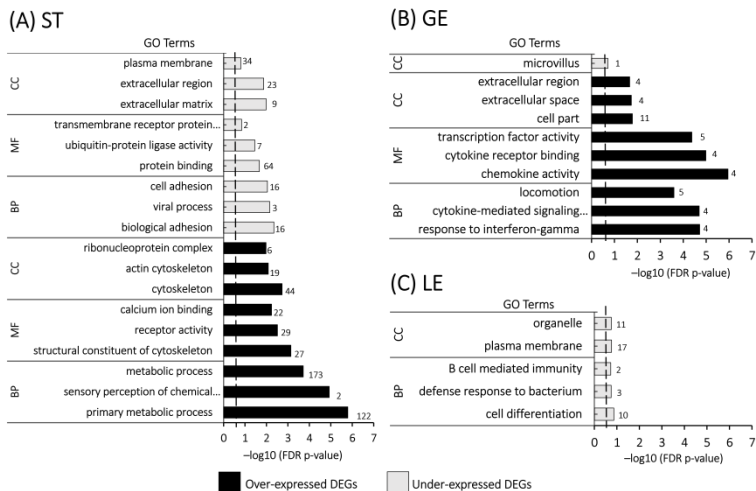 (A) ST
GO Terms
CC
plasma membrane 34
extracellular region 23
extracellular matrix 9
MF
transmembrane receptor protein... 2
ubiquitin-protein ligase activity 7
protein binding 64
BP
cell adhesion 16
viral process 3
biological adhesion 16
CC
ribonucleoprotein complex 6
actin cytoskeleton 19
cytoskeleton 44
MF
calcium ion binding 22
receptor activity 29
structural constituent of cytoskeleton 27
BP
metabolic process 173
sensory perception of chemical... 2
primary metabolic process 122
0 1 2 3 4 5 6 7
–log10 (FDR p-value)
(B) GE
GO Terms
CC
microvillus 1
CC
extracellular region 4
extracellular space 4
cell part 11
MF
transcription factor activity 5
cytokine receptor binding 4
chemokine activity 4
BP
locomotion 5
cytokine-mediated signaling... 4
response to interferon-gamma 4
0 1 2 3 4 5 6 7
–log10 (FDR p-value)
(C) LE
GO Terms
CC
organelle 11
plasma membrane 17
BP
B cell mediated immunity 2
defense response to bacterium 3
cell differentiation 10
0 1 2 3 4 5 6 7
–log10 (FDR p-value)
Over-expressed DEGs
Under-expressed DEGs